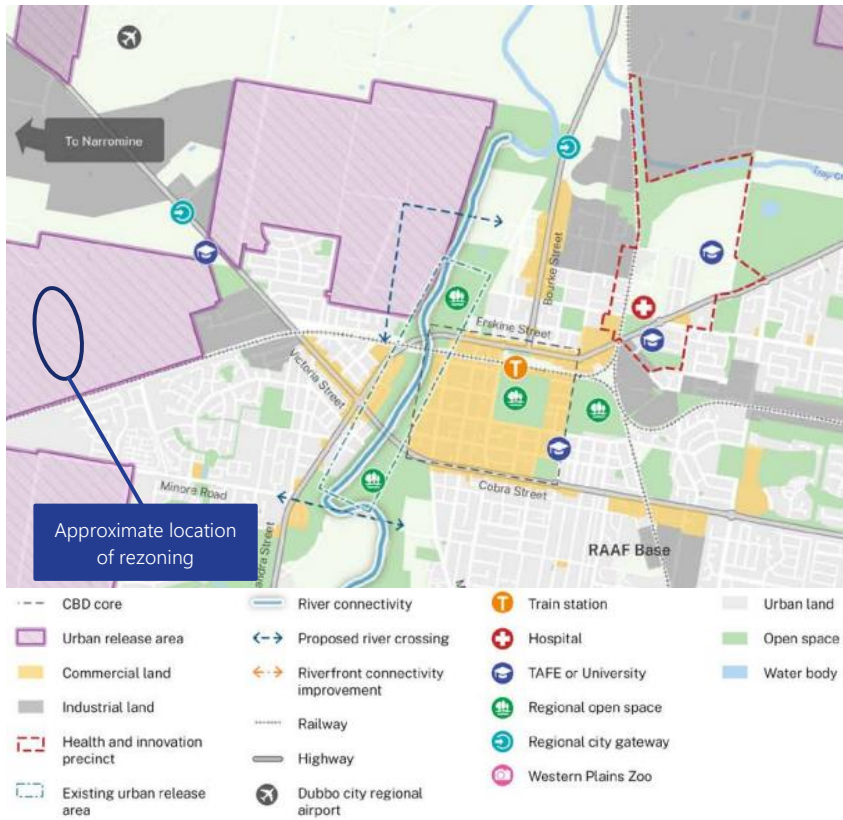 To Narromine
Bourke Street
Erskine Street
Victoria Street
Minora Road
Cobra Street
RAAF Base
andra Street
Approximate location
of rezoning
CBD core
Urban release area
Commercial land
Industrial land
Health and innovation
precinct
Existing urban release
area
River connectivity
Proposed river crossing
Riverfront connectivity
improvement
Railway
Highway
Dubbo city regional
airport
T Train station
Hospital
TAFE or University
Regional open space
Regional city gateway
Western Plains Zoo
Urban land
Open space
Water body
T